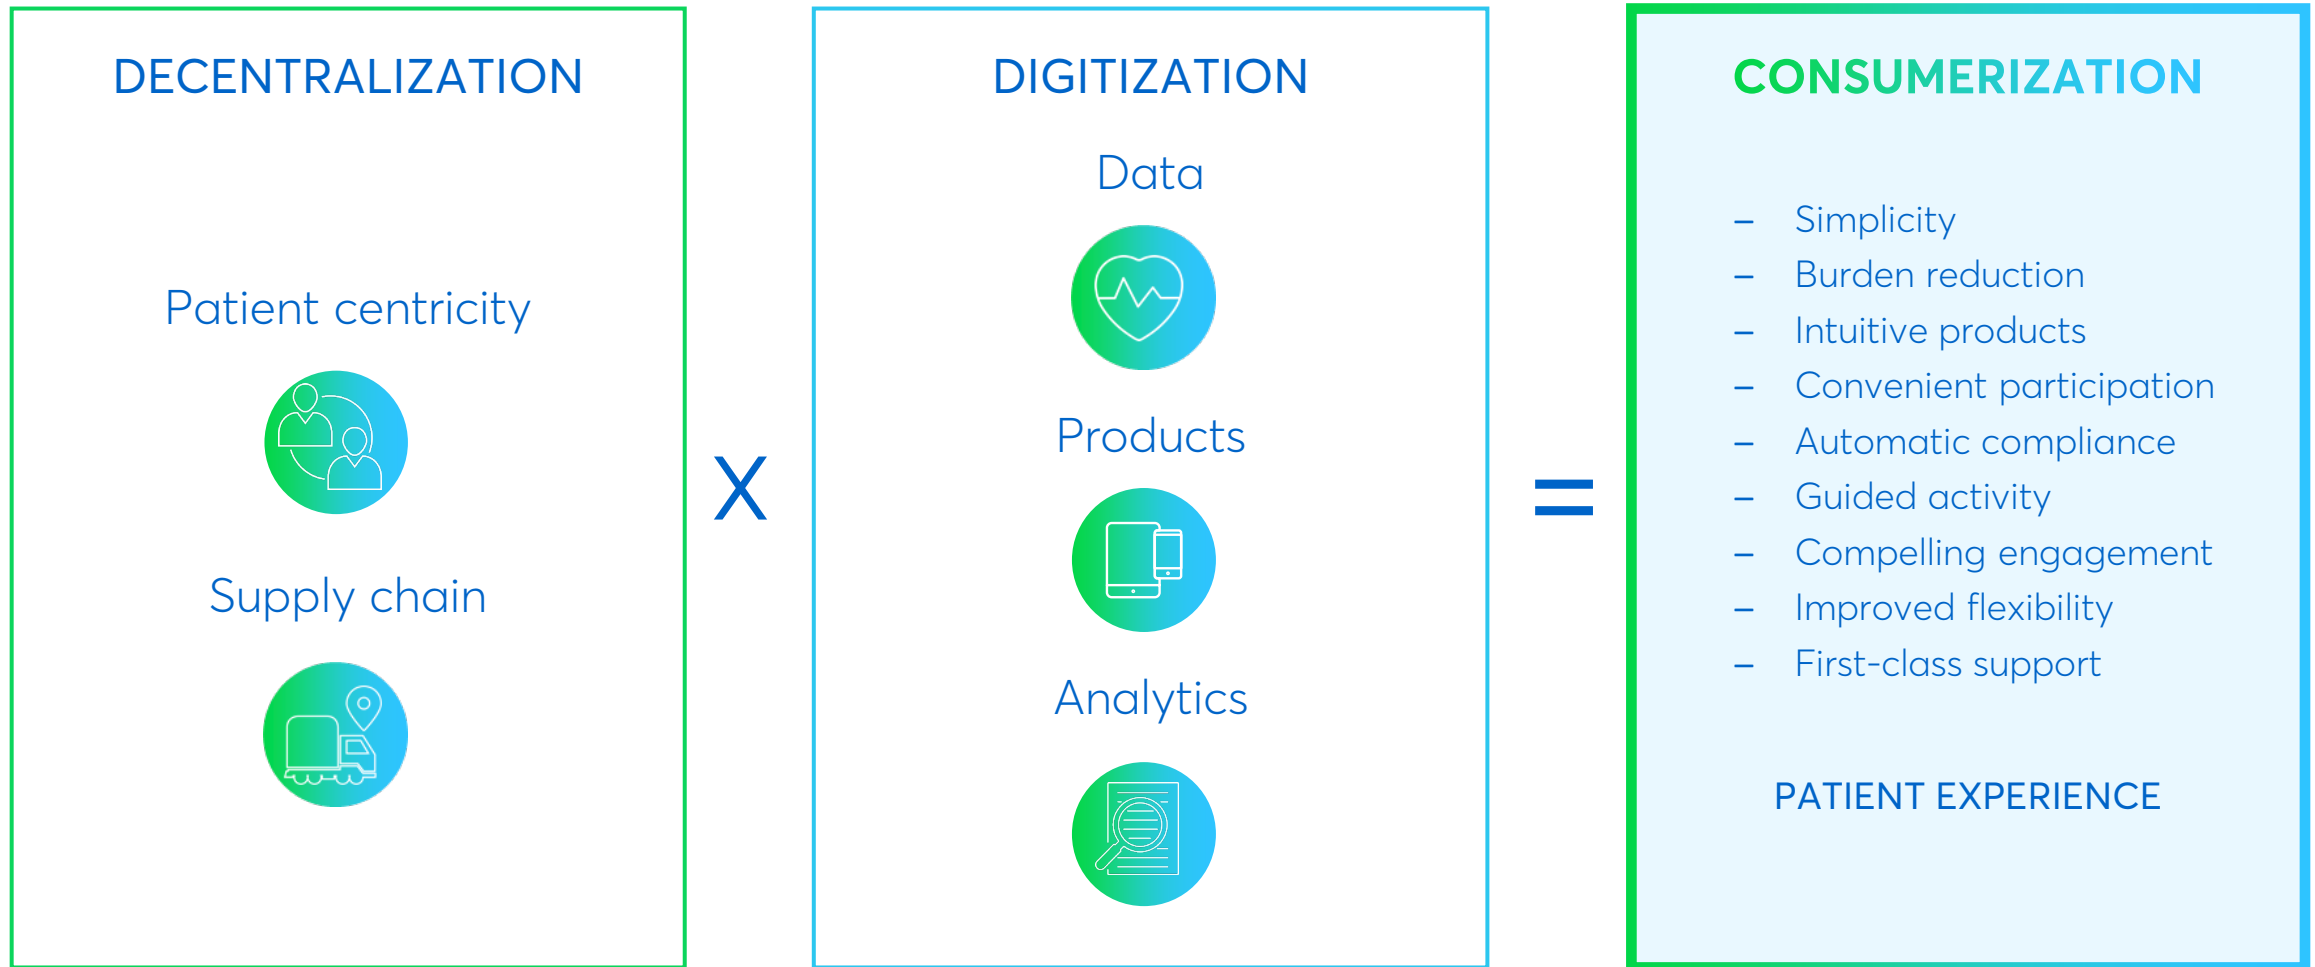 DECENTRALIZATION
Patient centricity
Supply chain
X
DIGITIZATION
Data
Products
Analytics
=
CONSUMERIZATION
– Simplicity
– Burden reduction
– Intuitive products
– Convenient participation
– Automatic compliance
– Guided activity
– Compelling engagement
– Improved flexibility
– First-class support
PATIENT EXPERIENCE